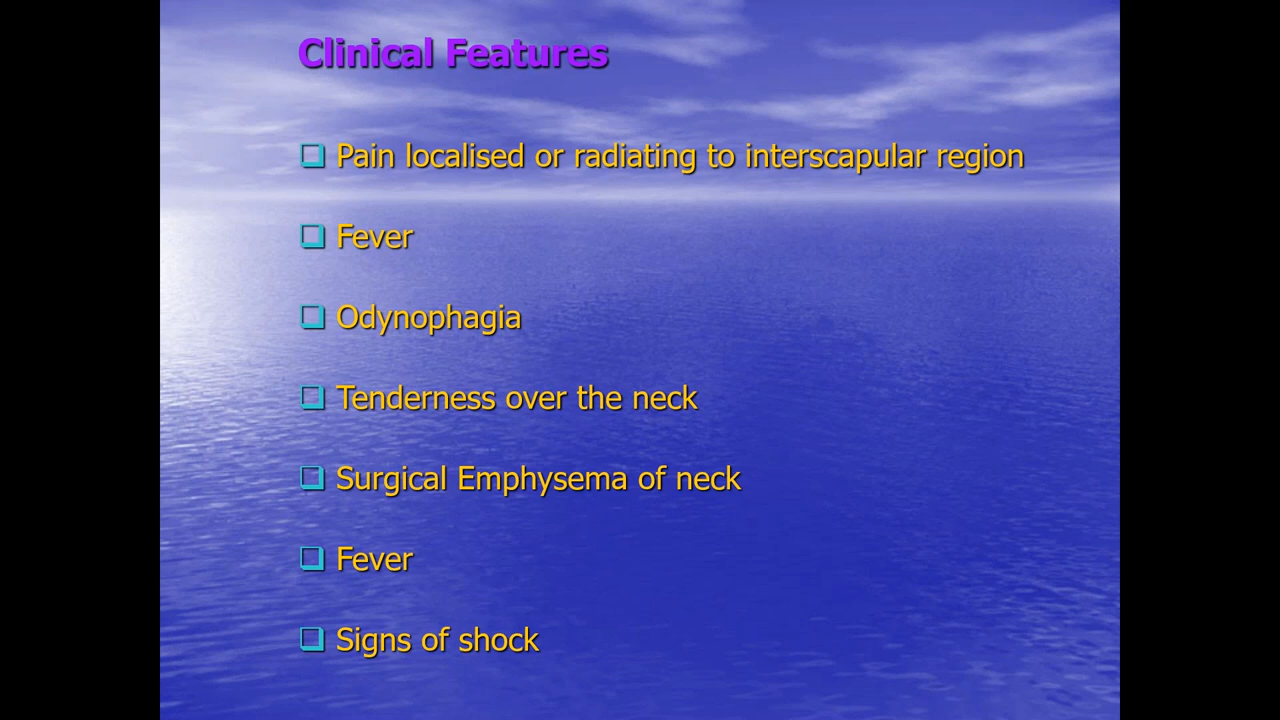 Clinical Features
❑ Pain localised or radiating to interscapular region
❑ Fever
❑ Odynophagia
❑ Tenderness over the neck
❑ Surgical Emphysema of neck
❑ Fever
❑ Signs of shock